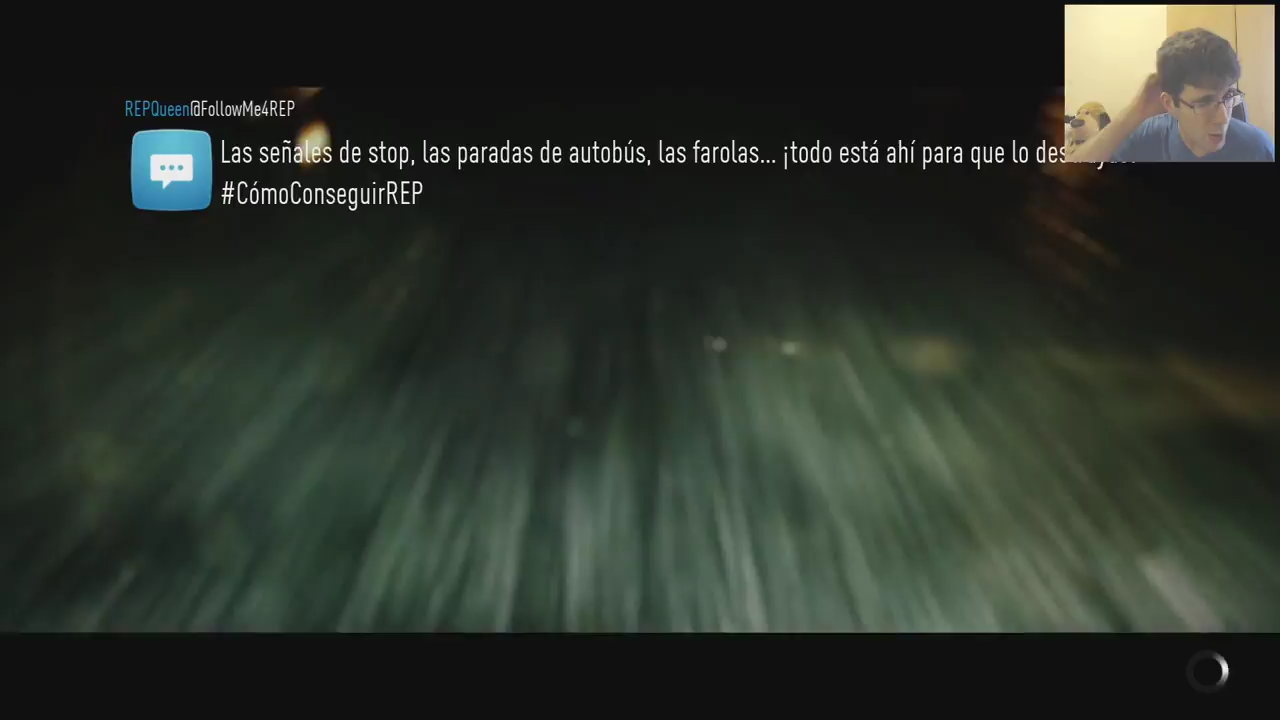 REPQueen@FollowMe4REP
Las señales de stop, las paradas de autobús, las farolas... ¡todo está ahí para que lo
#CómoConseguirREP